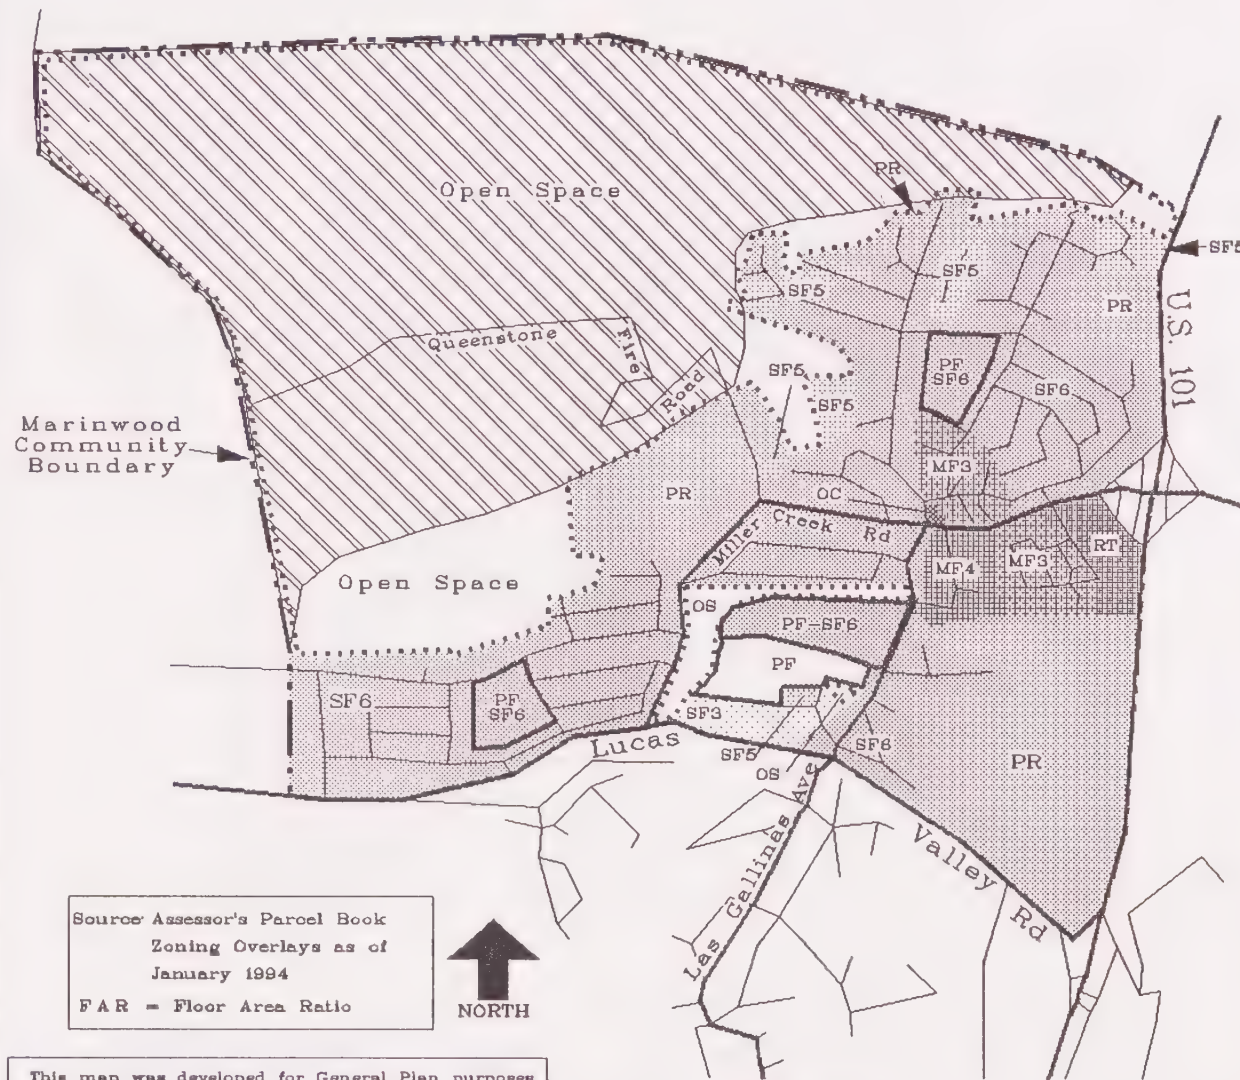 PR
Open Space
SF5
SF5
SF5
PR
U.S. 101
Queenstone
Fire
Road
SF5
PF
SF6
SF6
SF5
Marinwood
Community
Boundary
MF3
PR
OC
Miller Creek Rd
RT
MF3
MF4
Open Space
OS
PF-SF6
PF
SF6
PF
SF6
SF3
SF6
Lucas
SF5
OS
PR
Las Gallinas Ave
Valley
Rd
Source: Assessor's Parcel Book
Zoning Overlays as of
January 1994
FAR = Floor Area Ratio
NORTH
This map was developed for General Plan purposes